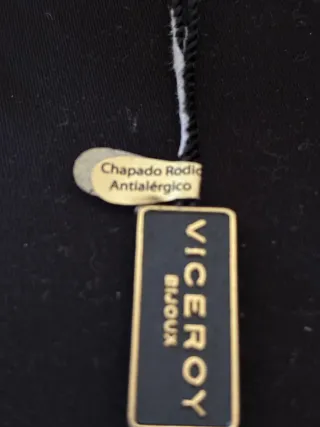 Chapado Rodio
Antialérgico
VICEROY
BIJOUX